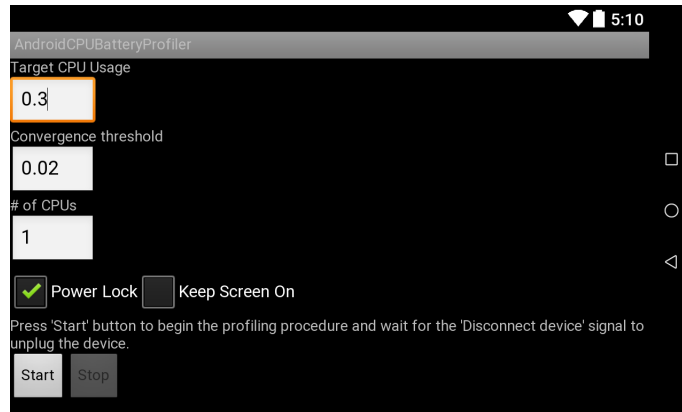 5:10
AndroidCPUBatteryProfiler
Target CPU Usage
0.3
Convergence threshold
0.02
# of CPUs
1
Power Lock Keep Screen On
Press 'Start' button to begin the profiling procedure and wait for the 'Disconnect device' signal to
unplug the device.
Start Stop